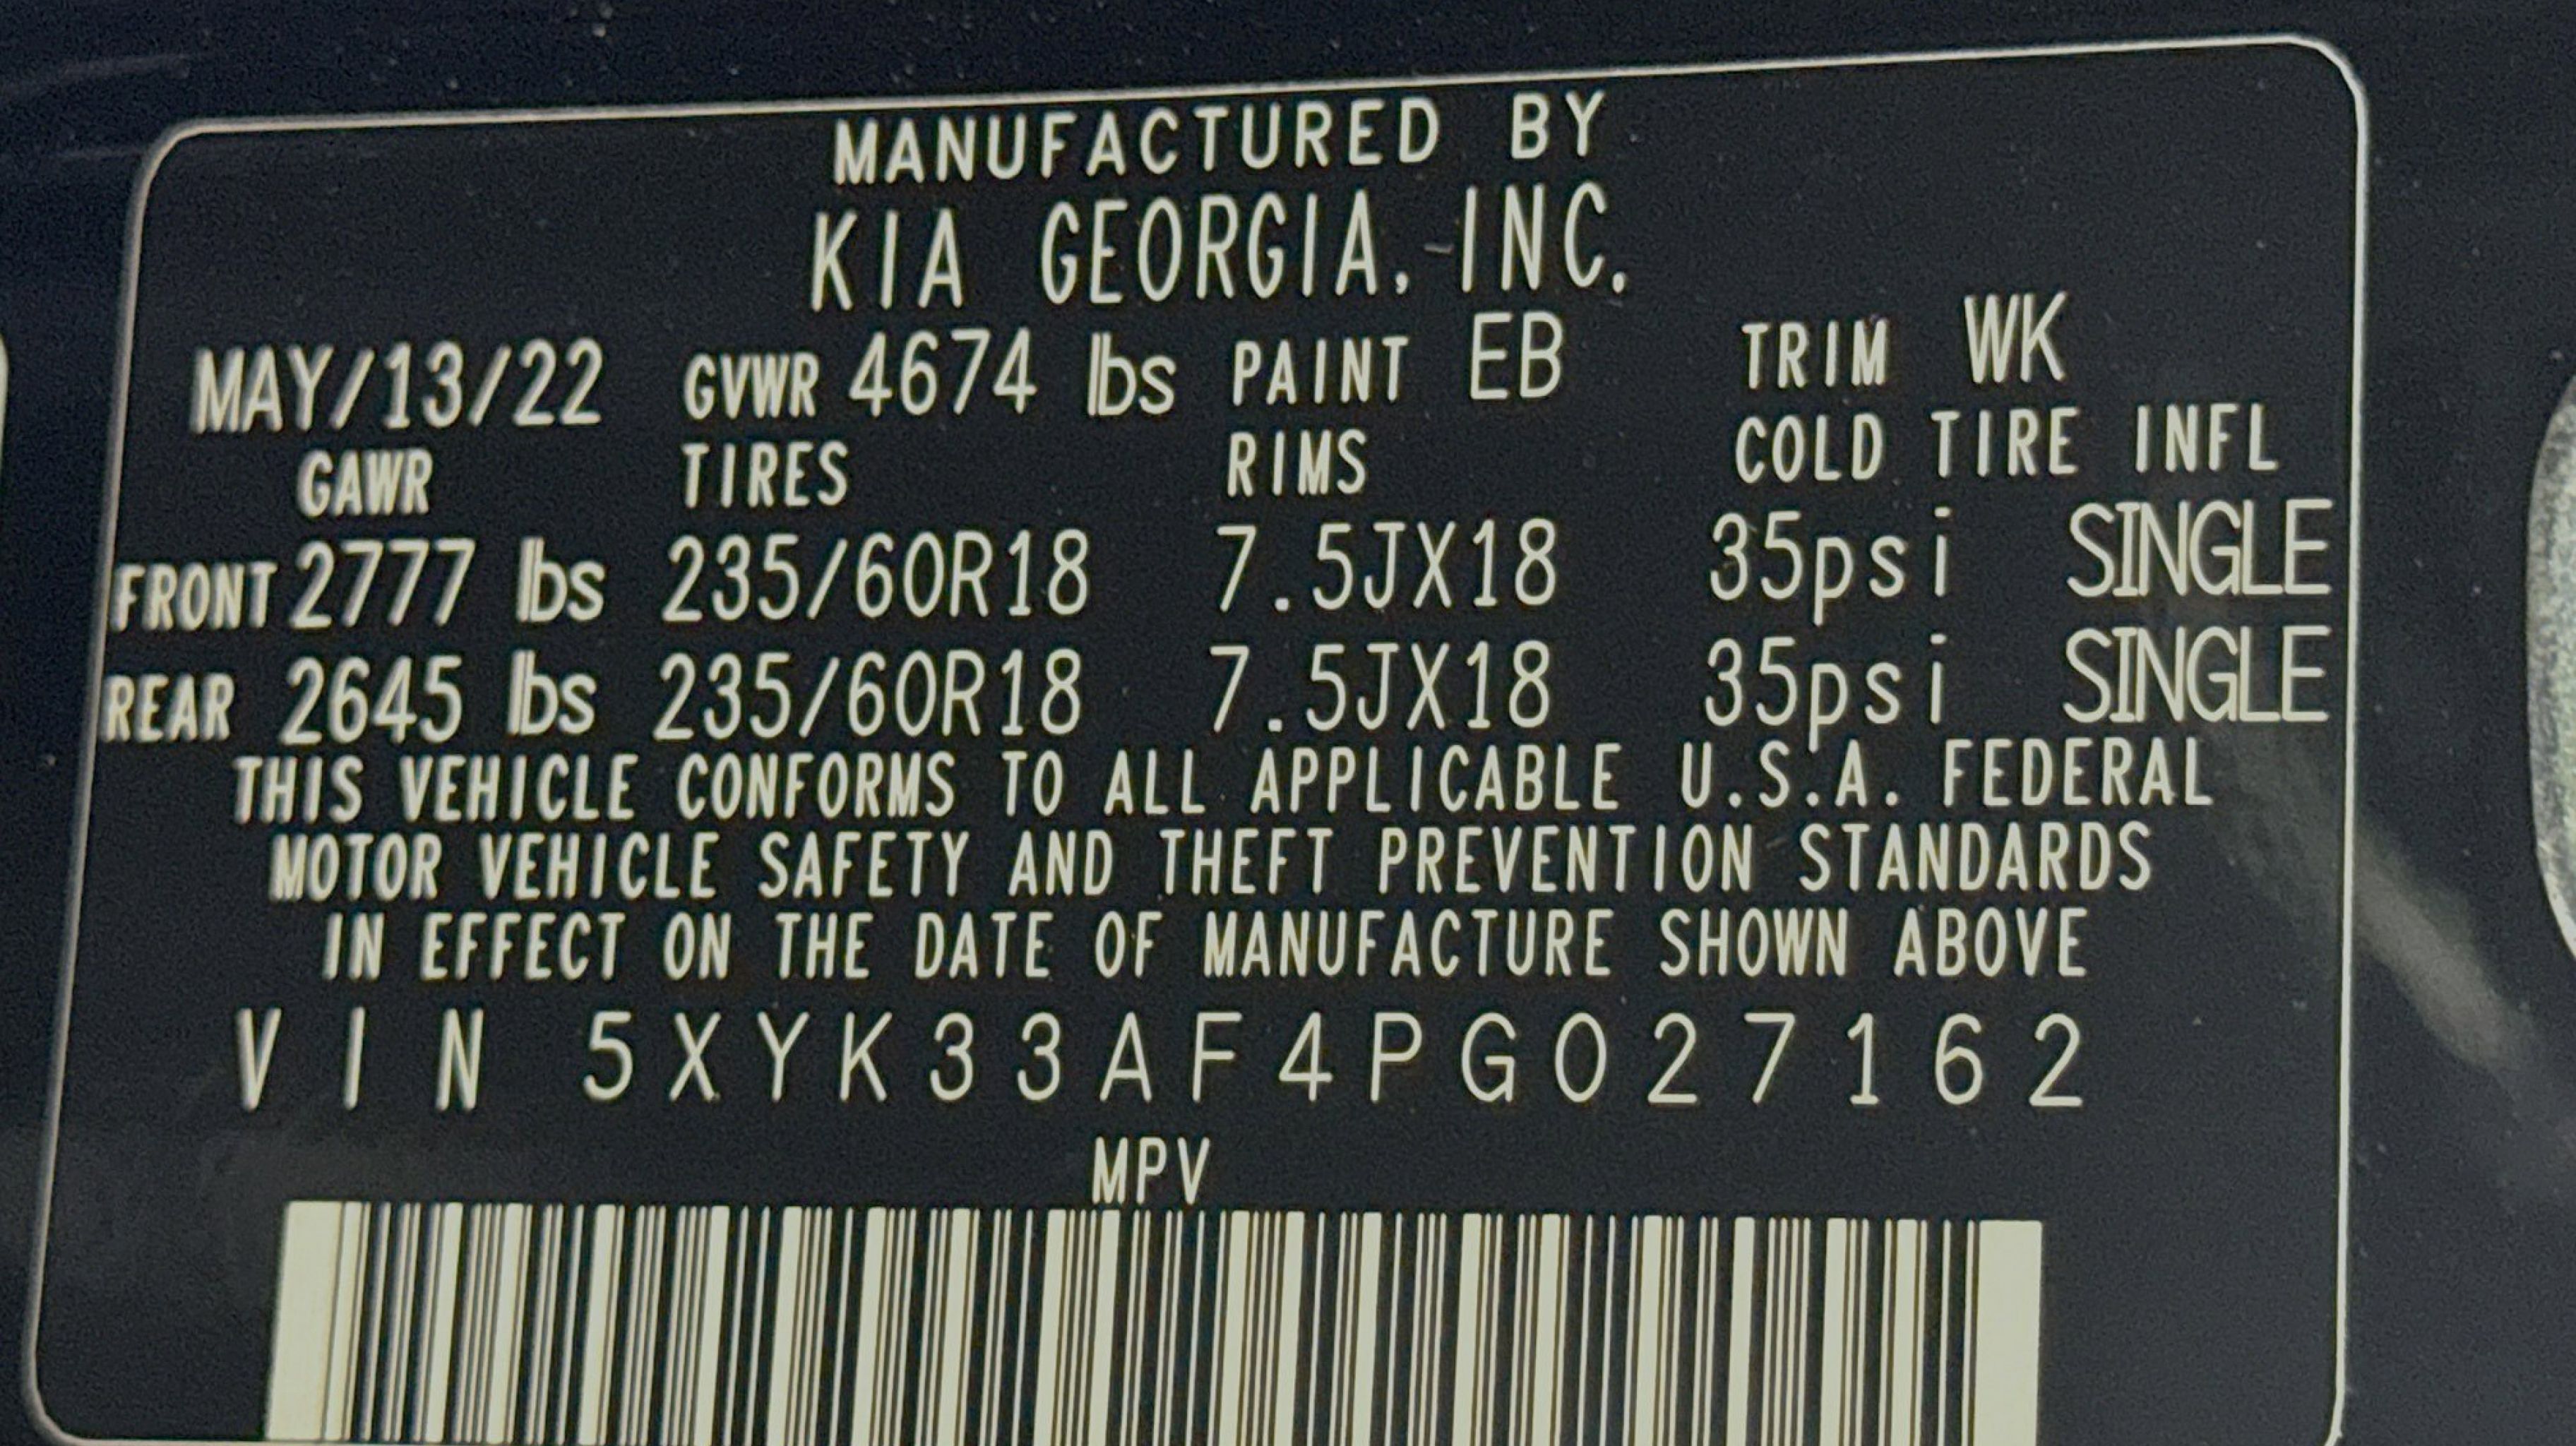 MANUFACTURED BY
KIA GEORGIA, INC.
MAY/13/22 GVWR 4674 lbs PAINT EB TRIM WK
GAWR TIRES RIMS COLD TIRE INFL
FRONT 2777 lbs 235/60R18 7.5JX18 35psi SINGLE
REAR 2645 lbs 235/60R18 7.5JX18 35psi SINGLE
THIS VEHICLE CONFORMS TO ALL APPLICABLE U.S.A. FEDERAL
MOTOR VEHICLE SAFETY AND THEFT PREVENTION STANDARDS
IN EFFECT ON THE DATE OF MANUFACTURE SHOWN ABOVE
VIN 5XYK33AF4PG027162
MPV